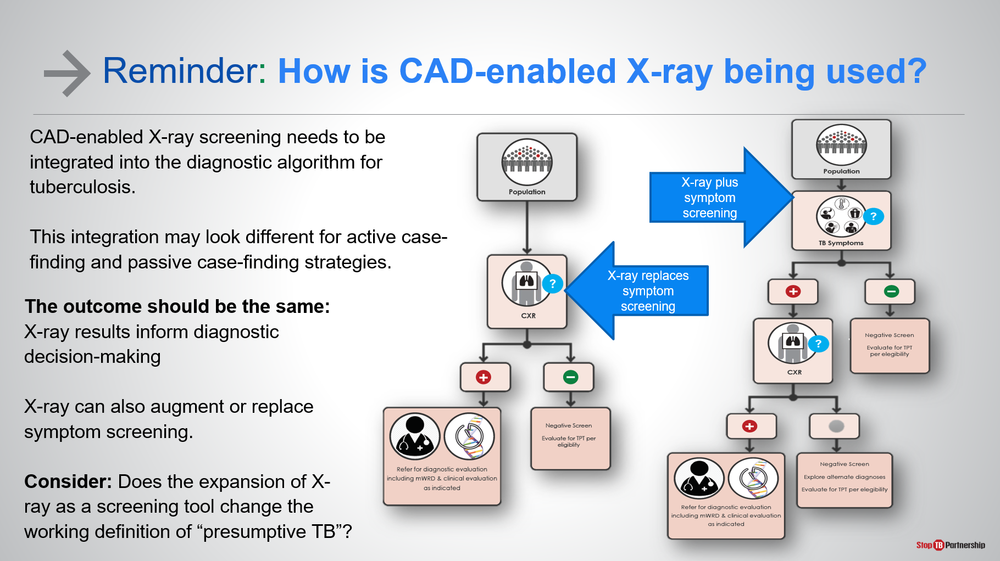 Reminder: How is CAD-enabled X-ray being used?
CAD-enabled X-ray screening needs to be
integrated into the diagnostic algorithm for
tuberculosis.
This integration may look different for active case-
finding and passive case-finding strategies.
The outcome should be the same:
X-ray results inform diagnostic
decision-making
X-ray can also augment or replace
symptom screening.
Consider: Does the expansion of X-
ray as a screening tool change the
working definition of “presumptive TB”?
Population
CXR
?
X-ray replaces
symptom
screening
Refer for diagnostic evaluation
including mWRD & clinical evaluation
as indicated
Negative Screen
Evaluate for TPT per
eligiblity
X-ray plus
symptom
screening
Population
TB Symptoms
?
CXR
?
Negative Screen
Evaluate for TPT
per elegibility
Refer for diagnostic evaluation
including mWRD & clinical evaluation
as indicated
Negative Screen
Explore alternate diagnoses
Evaluate for TPT per elegibility
Stop TB Partnership